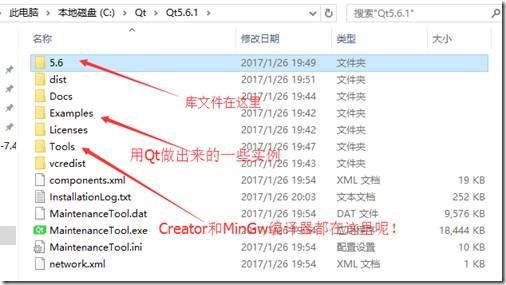 此电脑 > 本地磁盘 (C:) > Qt > Qt5.6.1 >
搜索"Qt5.6.1"
名称 修改日期 类型 大小
5.6 2017/1/26 19:49 文件夹
dist 2017/1/26 19:51 文件夹
Docs 2017/1/26 19:44 文件夹
库文件在这里
Examples 2017/1/26 19:42 文件夹
Licenses 2017/1/26 19:42 文件夹
用Qt做出来的一些实例
-7.4
Tools 2017/1/26 19:47 文件夹
vcredist 2017/1/26 19:43 文件夹
components.xml 2017/1/26 19:54 XML 文档 19 KB
InstallationLog.txt 2017/1/26 20:03 文本文档 252 KB
MaintenanceTool.dat 2017/1/26 19:54 DAT 文件 9,576 KB
Creator和MinGw编译器都在这里呢！
MaintenanceTool.exe 2017/1/26 19:54 应用程序 18,444 KB
MaintenanceTool.ini 2017/1/26 19:54 配置设置 10 KB
network.xml 2017/1/26 19:54 XML 文档 1 KB